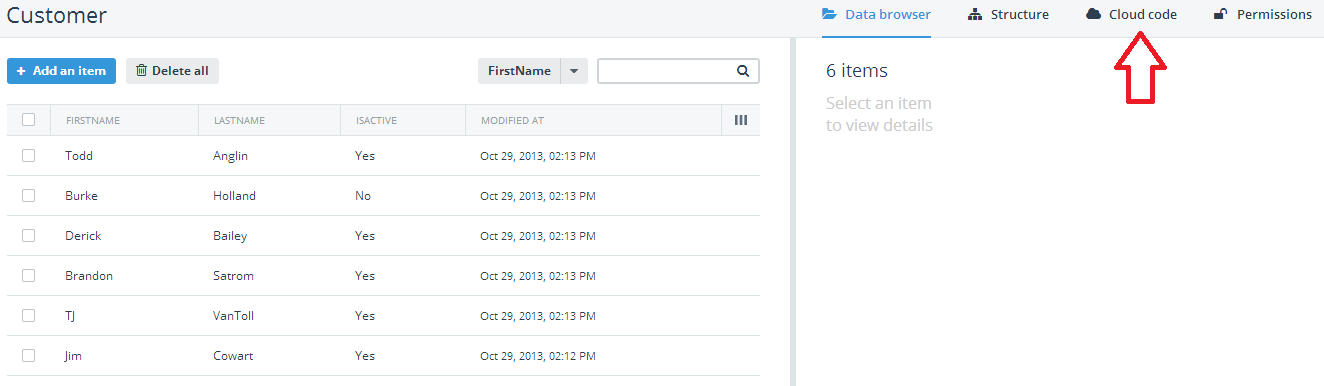 Customer
Data browser Structure Cloud code Permissions
+ Add an item Delete all FirstName
6 items
Select an item
to view details
FIRSTNAME LASTNAME ISACTIVE MODIFIED AT
Todd Anglin Yes Oct 29, 2013, 02:13 PM
Burke Holland No Oct 29, 2013, 02:13 PM
Derick Bailey Yes Oct 29, 2013, 02:13 PM
Brandon Satrom Yes Oct 29, 2013, 02:13 PM
TJ VanToll Yes Oct 29, 2013, 02:13 PM
Jim Cowart Yes Oct 29, 2013, 02:12 PM